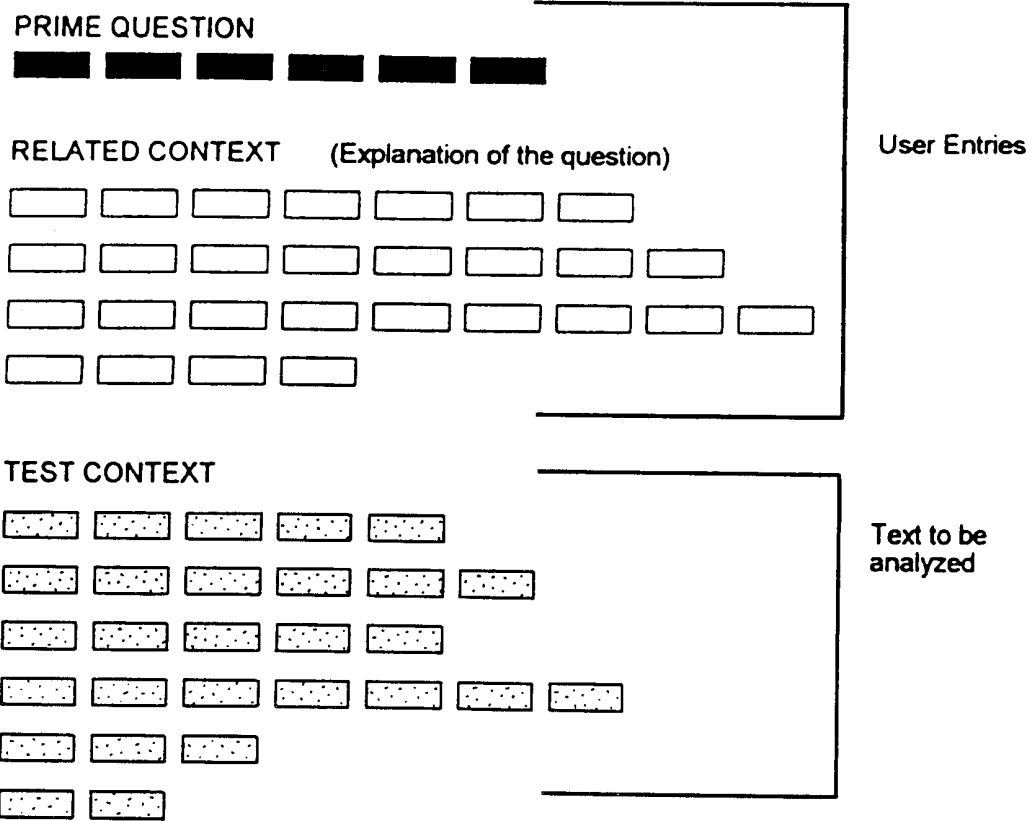 PRIME QUESTION
RELATED CONTEXT (Explanation of the question)
User Entries
TEST CONTEXT
Text to be
analyzed